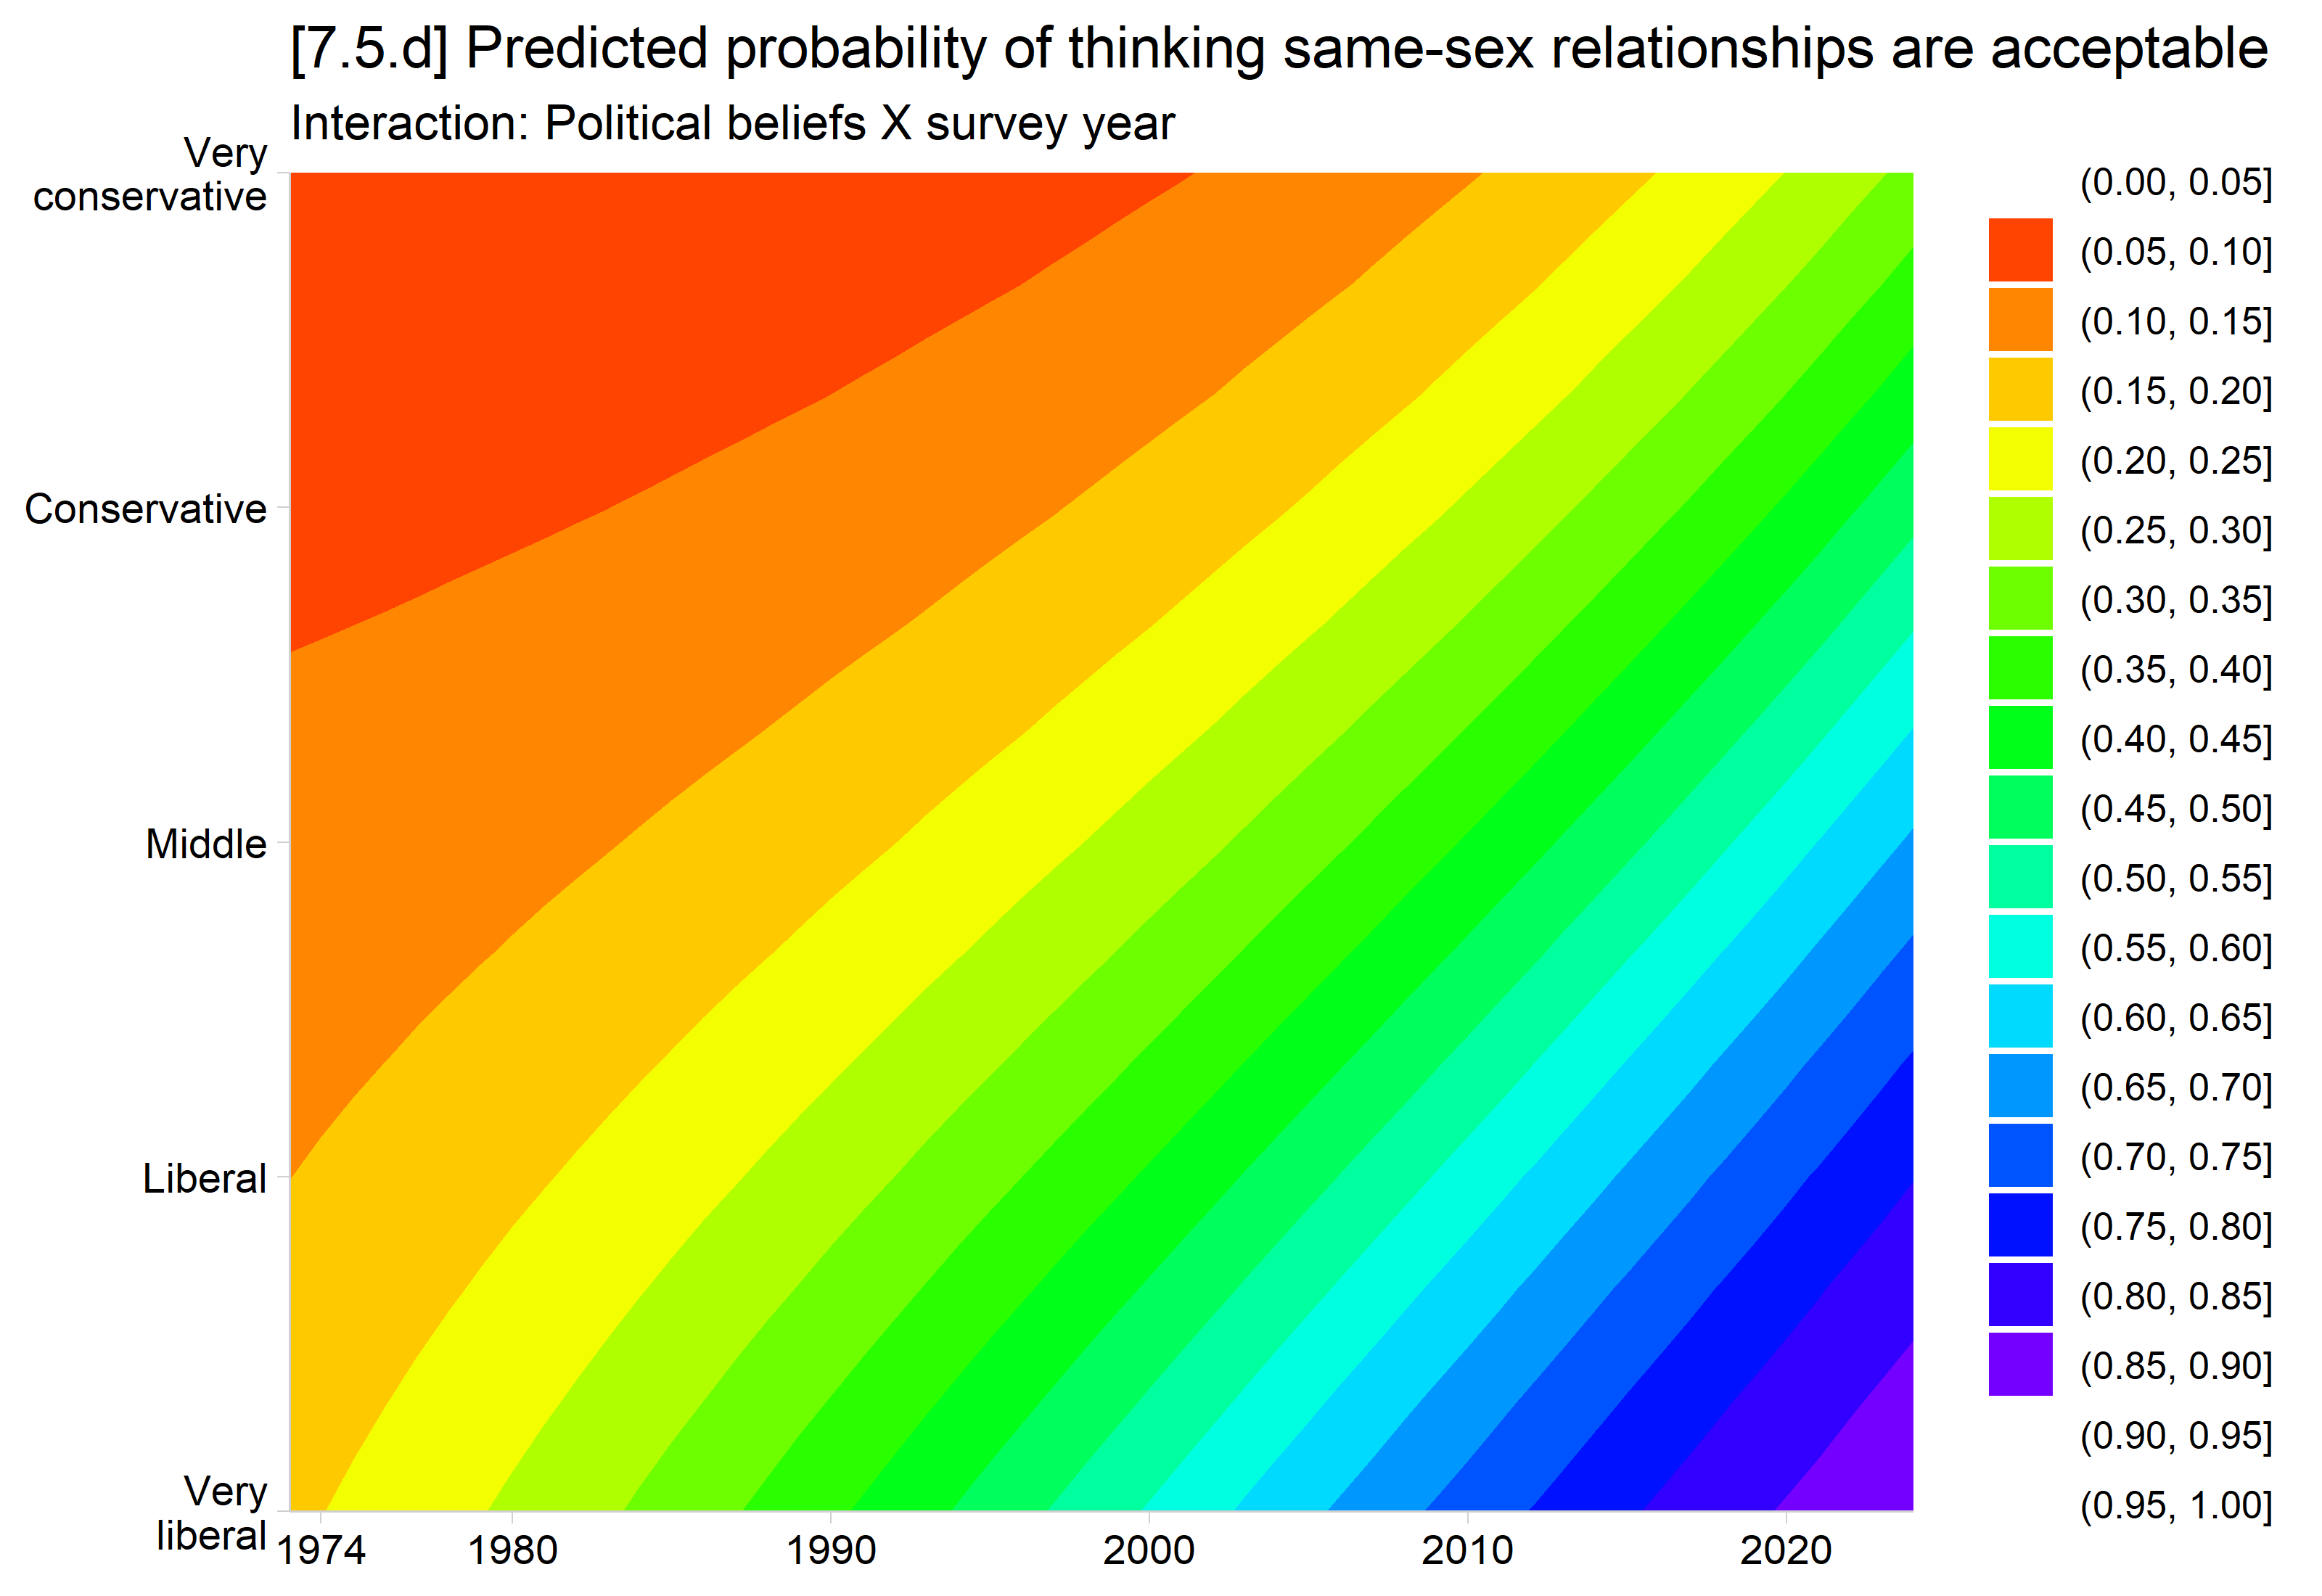 [7.5.d] Predicted probability of thinking same-sex relationships are acceptable
Interaction: Political beliefs X survey year
Very
conservative
Conservative
Middle
Liberal
Very
liberal
1974
1980
1990
2000
2010
2020
(0.00, 0.05]
(0.05, 0.10]
(0.10, 0.15]
(0.15, 0.20]
(0.20, 0.25]
(0.25, 0.30]
(0.30, 0.35]
(0.35, 0.40]
(0.40, 0.45]
(0.45, 0.50]
(0.50, 0.55]
(0.55, 0.60]
(0.60, 0.65]
(0.65, 0.70]
(0.70, 0.75]
(0.75, 0.80]
(0.80, 0.85]
(0.85, 0.90]
(0.90, 0.95]
(0.95, 1.00]